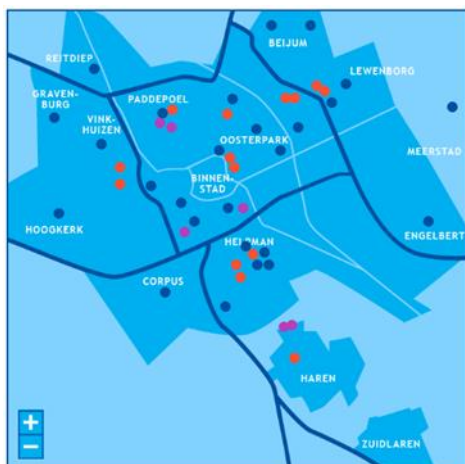 BEIJUM
REITDIEP
LEWENBORG
GRAVEN-
BURG
PADDEPOEL
VINK-
HUIZEN
OOSTERPARK
MEERSTAD
BINNEN-
STAD
HOOGKERK
ENGELBERT
HELPMAN
CORPUS
HAREN
ZUIDLAREN
+
−